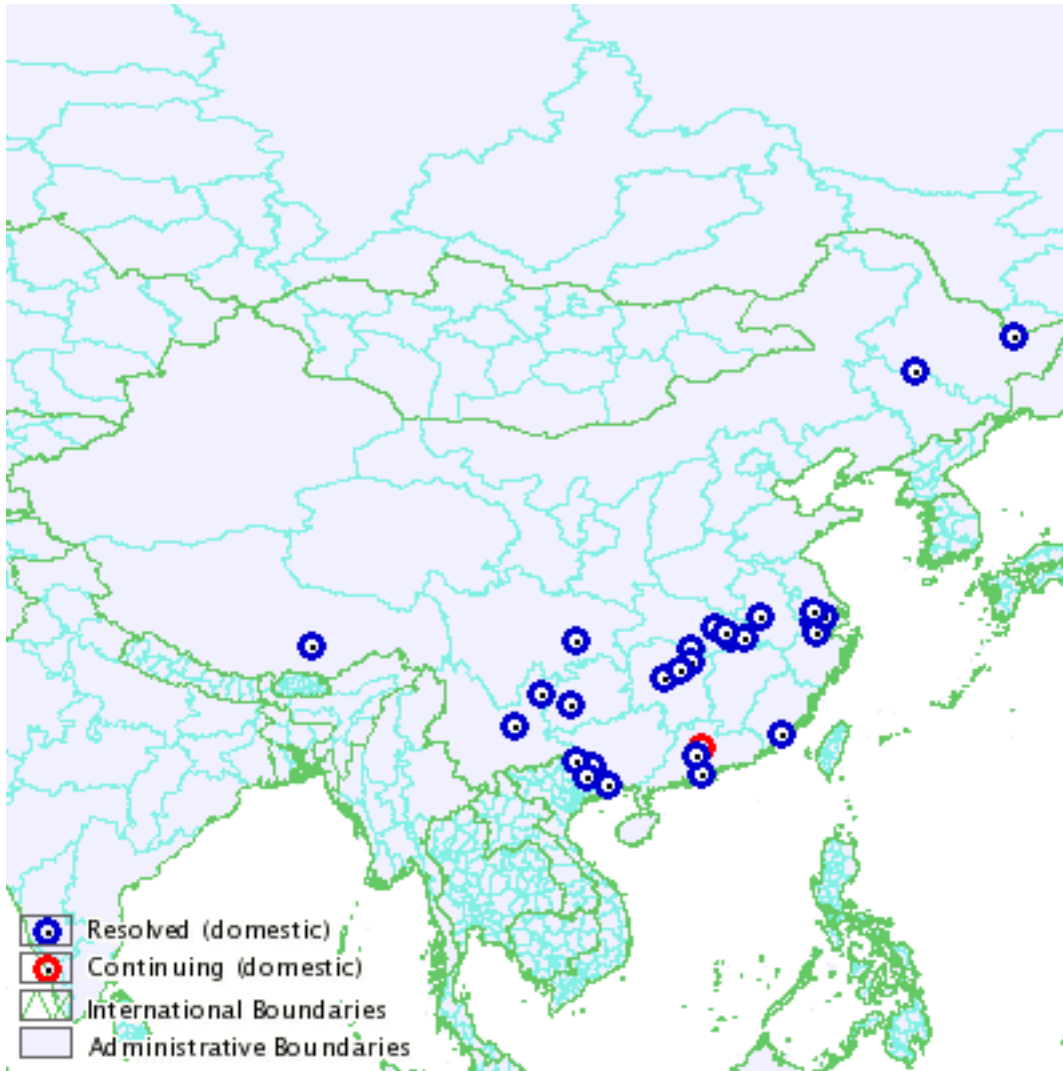 Resolved (domestic)
Continuing (domestic)
International Boundaries
Administrative Boundaries